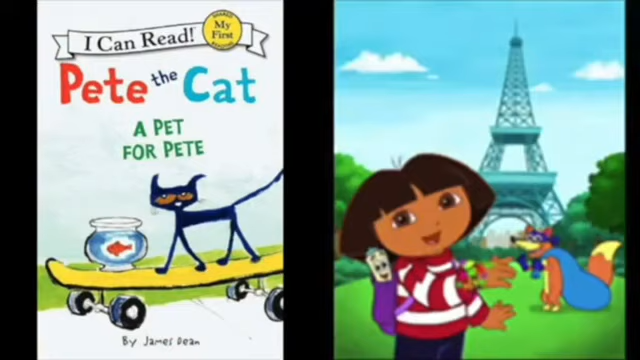 I Can Read!
My
First
Pete the Cat
A PET
FOR PETE
By James Dean